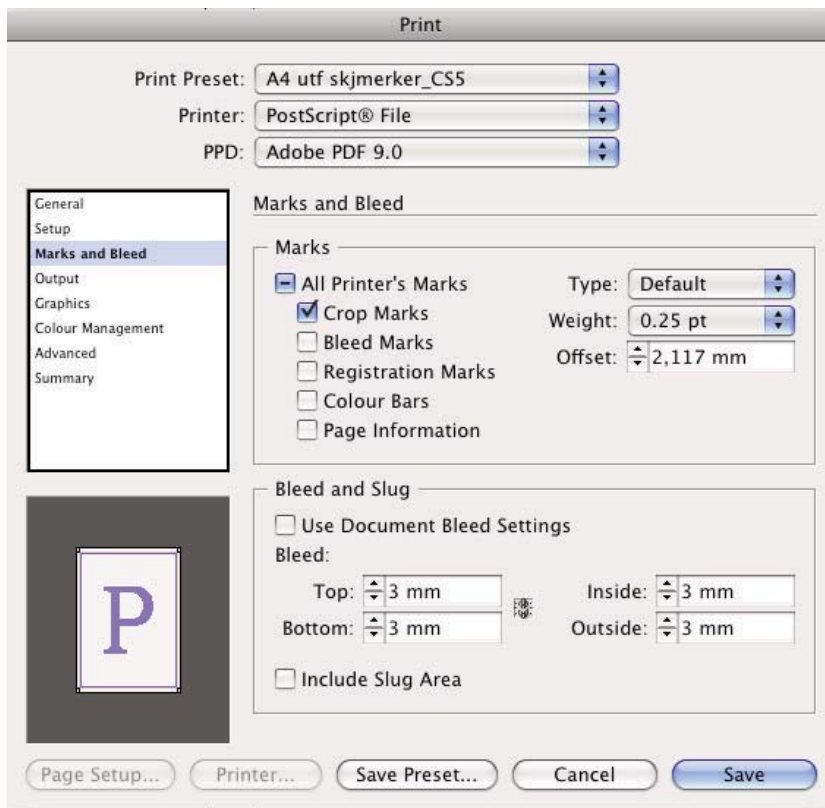 Print
Print Preset: A4 utf skjmerker_CS5
Printer: PostScript® File
PPD: Adobe PDF 9.0
General
Setup
Marks and Bleed
Output
Graphics
Colour Management
Advanced
Summary
Marks and Bleed
Marks
All Printer's Marks
Crop Marks
Bleed Marks
Registration Marks
Colour Bars
Page Information
Type: Default
Weight: 0.25 pt
Offset: 2,117 mm
P
Bleed and Slug
Use Document Bleed Settings
Bleed:
Top: 3 mm Inside: 3 mm
Bottom: 3 mm Outside: 3 mm
Include Slug Area
Page Setup... Printer... Save Preset... Cancel Save